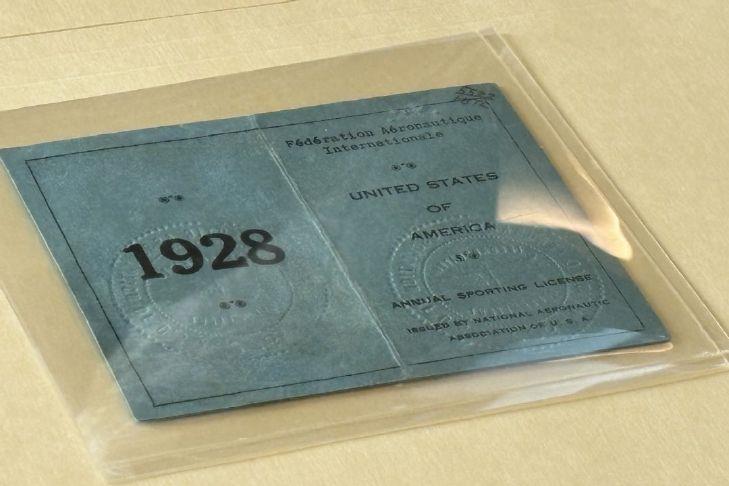 1928
Fédération Aéronautique
Internationale
UNITED STATES
OF
AMERICA
ANNUAL SPORTING LICENSE
ISSUED BY NATIONAL AERONAUTIC
ASSOCIATION OF U. S. A.